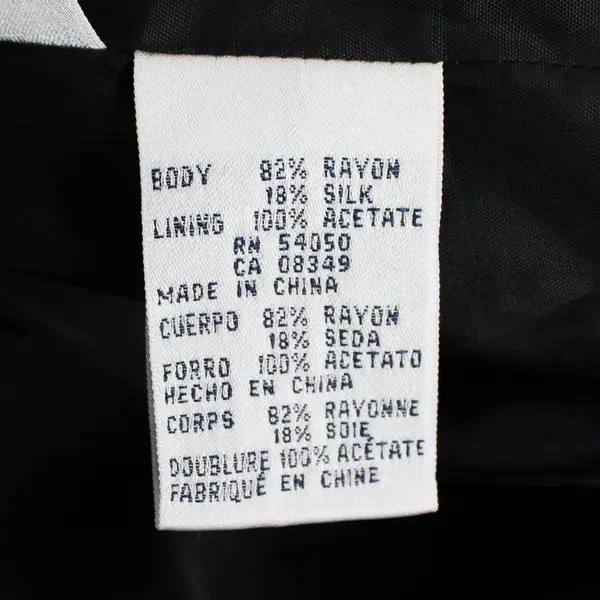 BODY 82% RAYON
18% SILK
LINING 100% ACETATE
RN 54050
CA 08349
MADE IN CHINA
CUERPO 82% RAYON
18% SEDA
FORRO 100% ACETATO
HECHO EN CHINA
CORPS 82% RAYONNE
18% SOIE
DOUBLURE 100% ACÉTATE
FABRIQUÉ EN CHINE